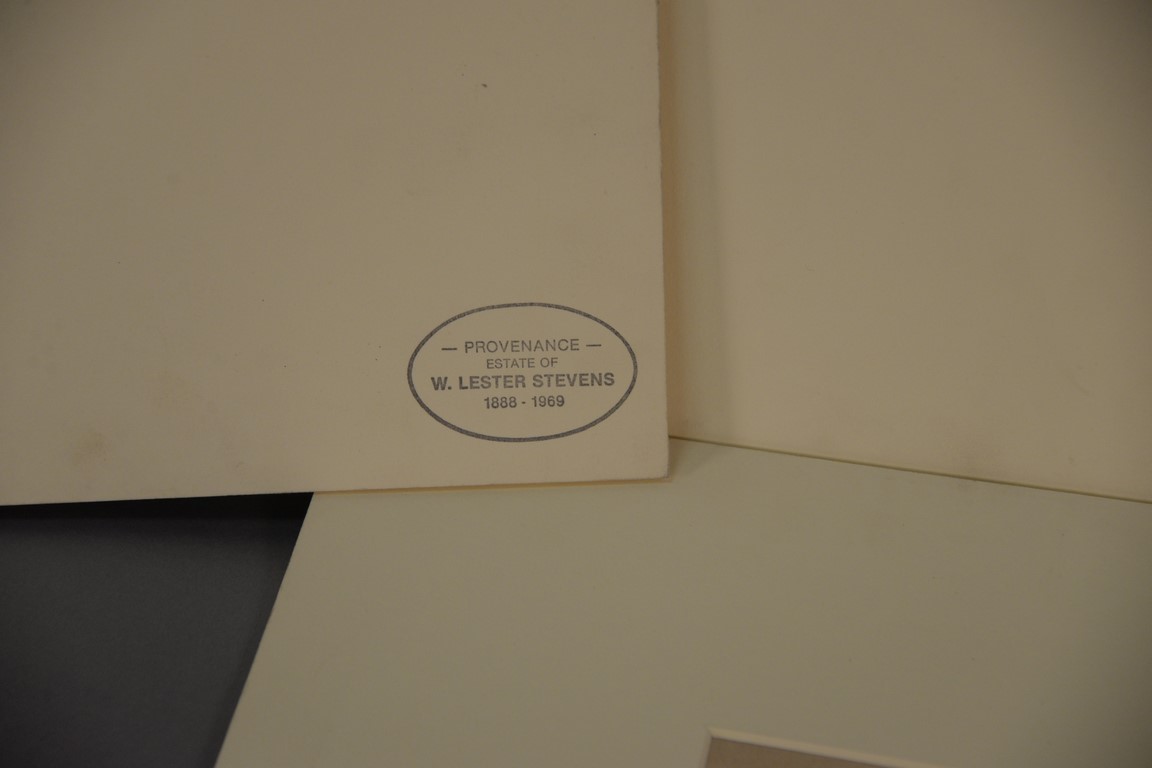 — PROVENANCE —
ESTATE OF
W. LESTER STEVENS
1888 - 1969